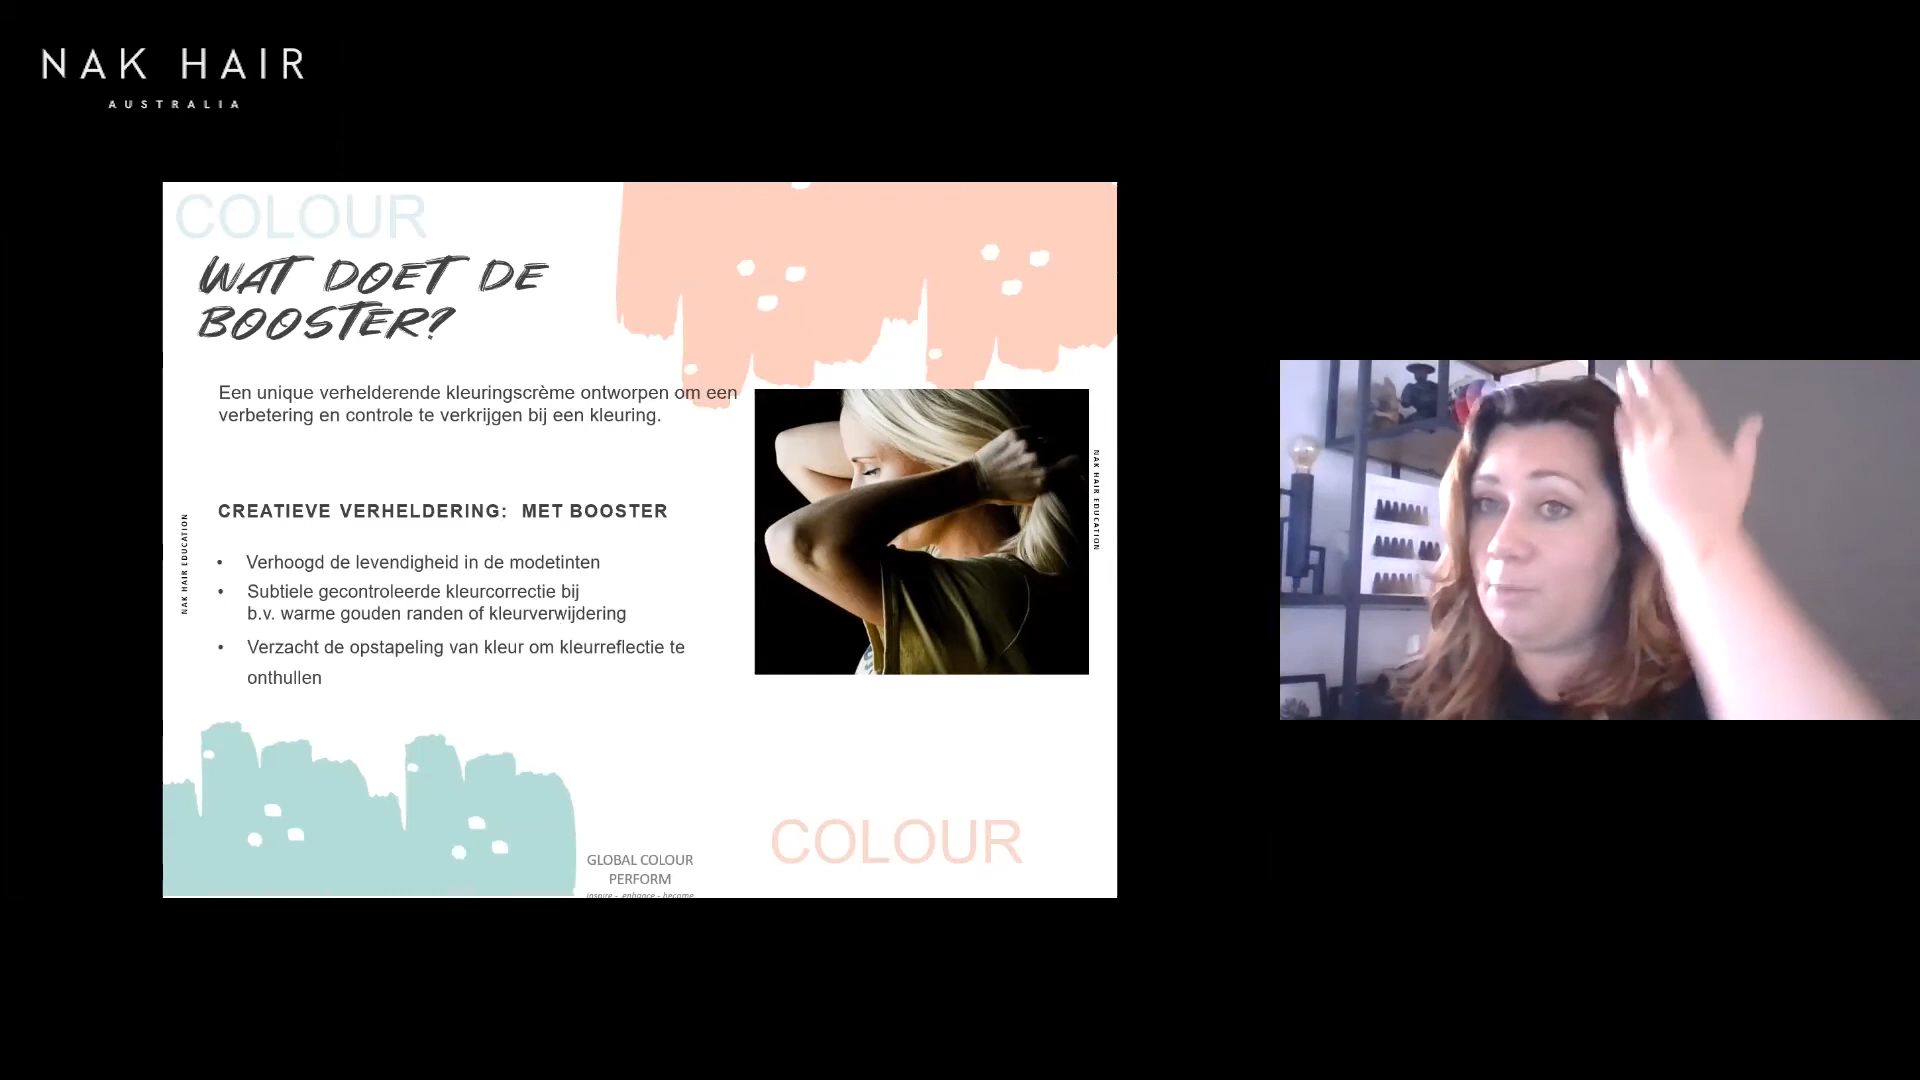 NAK HAIR
AUSTRALIA
COLOUR
WAT DOET DE
BOOSTER?
Een unique verhelderende kleuringscrème ontworpen om een
verbetering en controle te verkrijgen bij een kleuring.
CREATIEVE VERHELDERING: MET BOOSTER
• Verhoogd de levendigheid in de modetinten
• Subtiele gecontroleerde kleurcorrectie bij
b.v. warme gouden randen of kleurverwijdering
• Verzacht de opstapeling van kleur om kleurreflectie te
onthullen
NAK HAIR EDUCATION
NAK HAIR EDUCATION
COLOUR
GLOBAL COLOUR
PERFORM
inspire - enhance - become